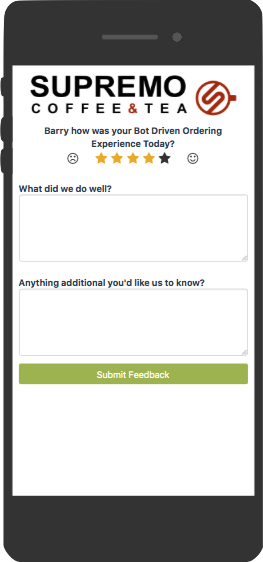 SUPREMO
COFFEE & TEA
Barry how was your Bot Driven Ordering
Experience Today?
What did we do well?
Anything additional you'd like us to know?
Submit Feedback